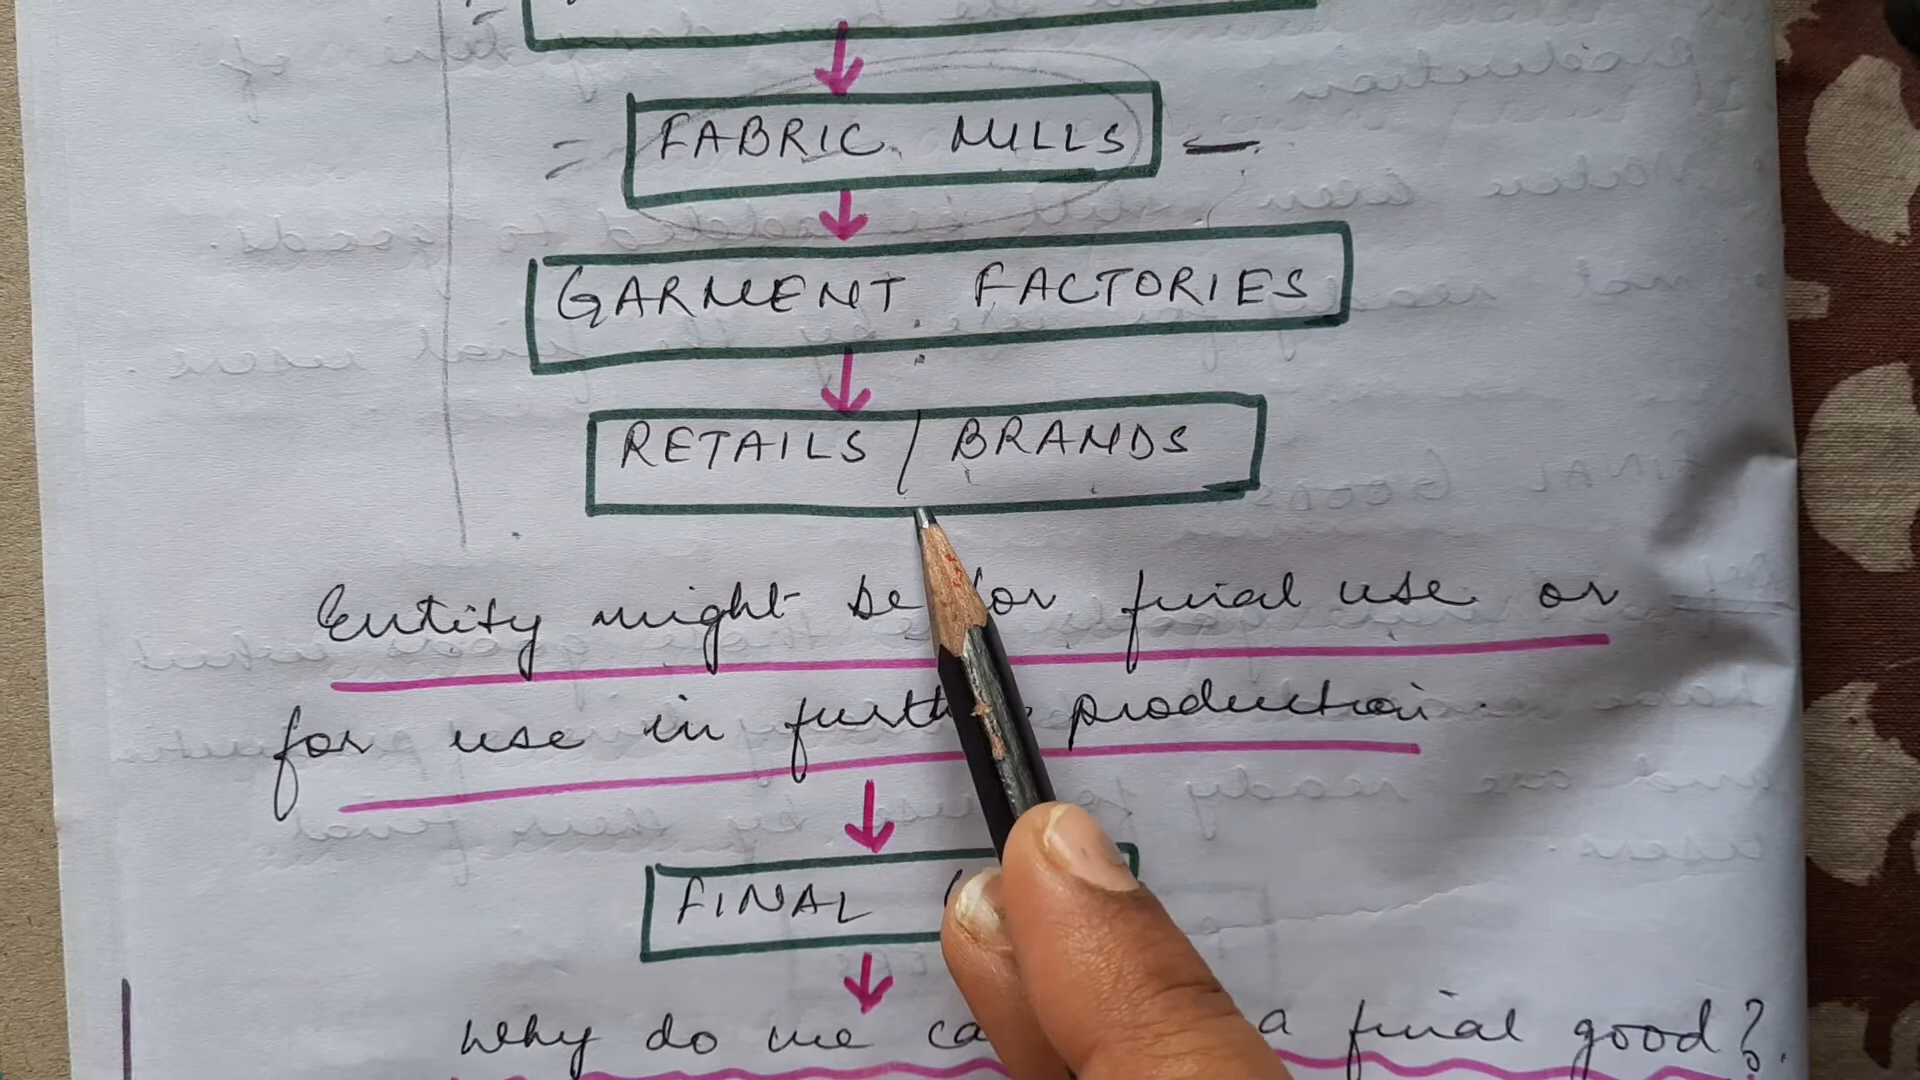 FABRIC MILLS
GARMENT FACTORIES
RETAILS / BRANDS
Entity might be for final use or
for use in further production.
FINAL
Why do we a final good?